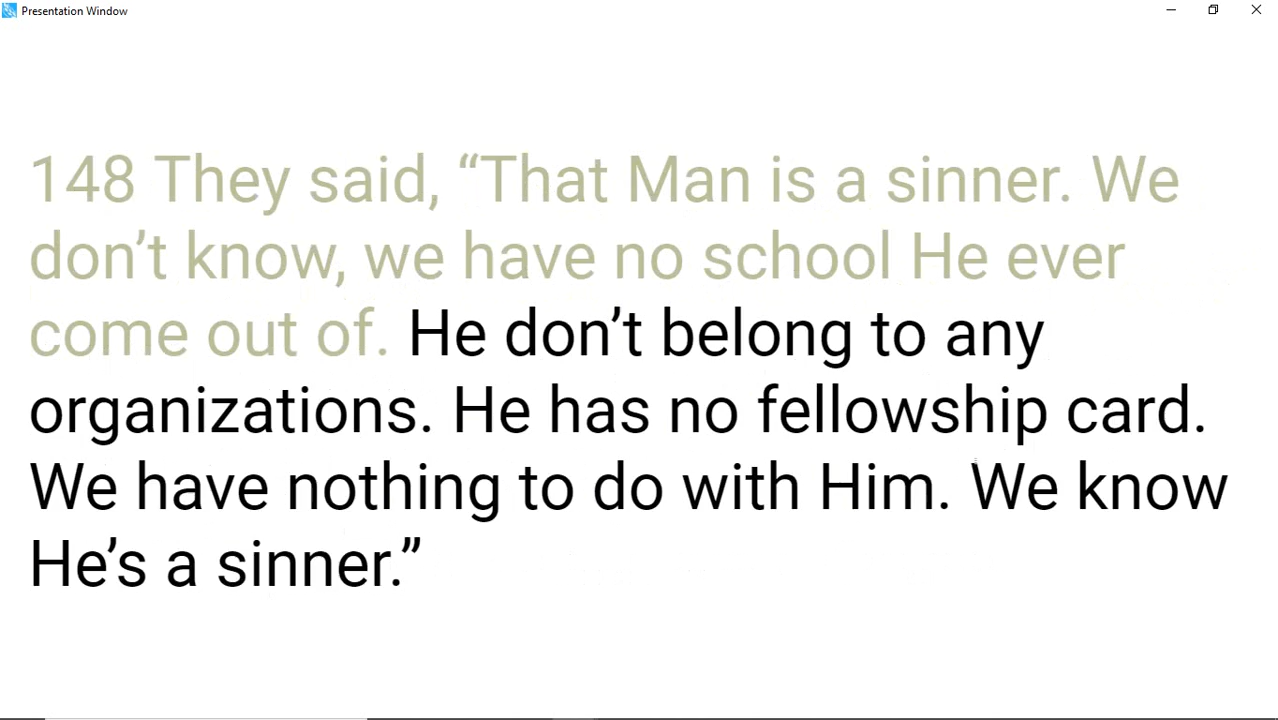 Presentation Window
148 They said, “That Man is a sinner. We
don’t know, we have no school He ever
come out of. He don’t belong to any
organizations. He has no fellowship card.
We have nothing to do with Him. We know
He’s a sinner.”